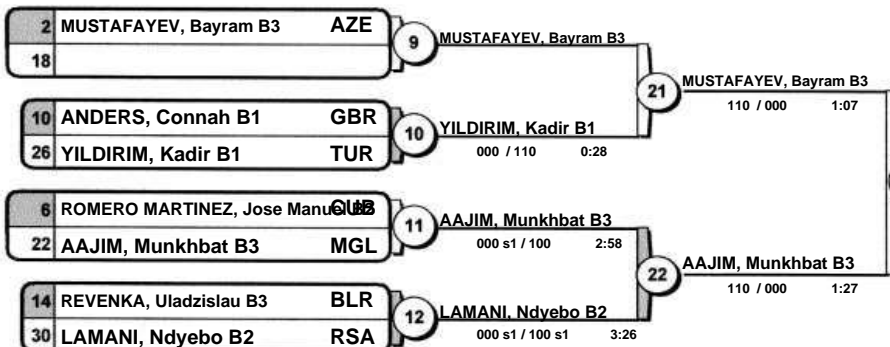 2 MUSTAFAYEV, Bayram B3 AZE
18
9
MUSTAFAYEV, Bayram B3
10 ANDERS, Connah B1 GBR
26 YILDIRIM, Kadir B1 TUR
10
YILDIRIM, Kadir B1
000 / 110 0:28
21
MUSTAFAYEV, Bayram B3
110 / 000 1:07
6 ROMERO MARTINEZ, Jose Manuel B3 CUB
22 AAJIM, Munkhbat B3 MGL
11
AAJIM, Munkhbat B3
000 s1 / 100 2:58
14 REVENKA, Uladzislau B3 BLR
30 LAMANI, Ndyebo B2 RSA
12
LAMANI, Ndyebo B2
000 s1 / 100 s1 3:26
22
AAJIM, Munkhbat B3
110 / 000 1:27